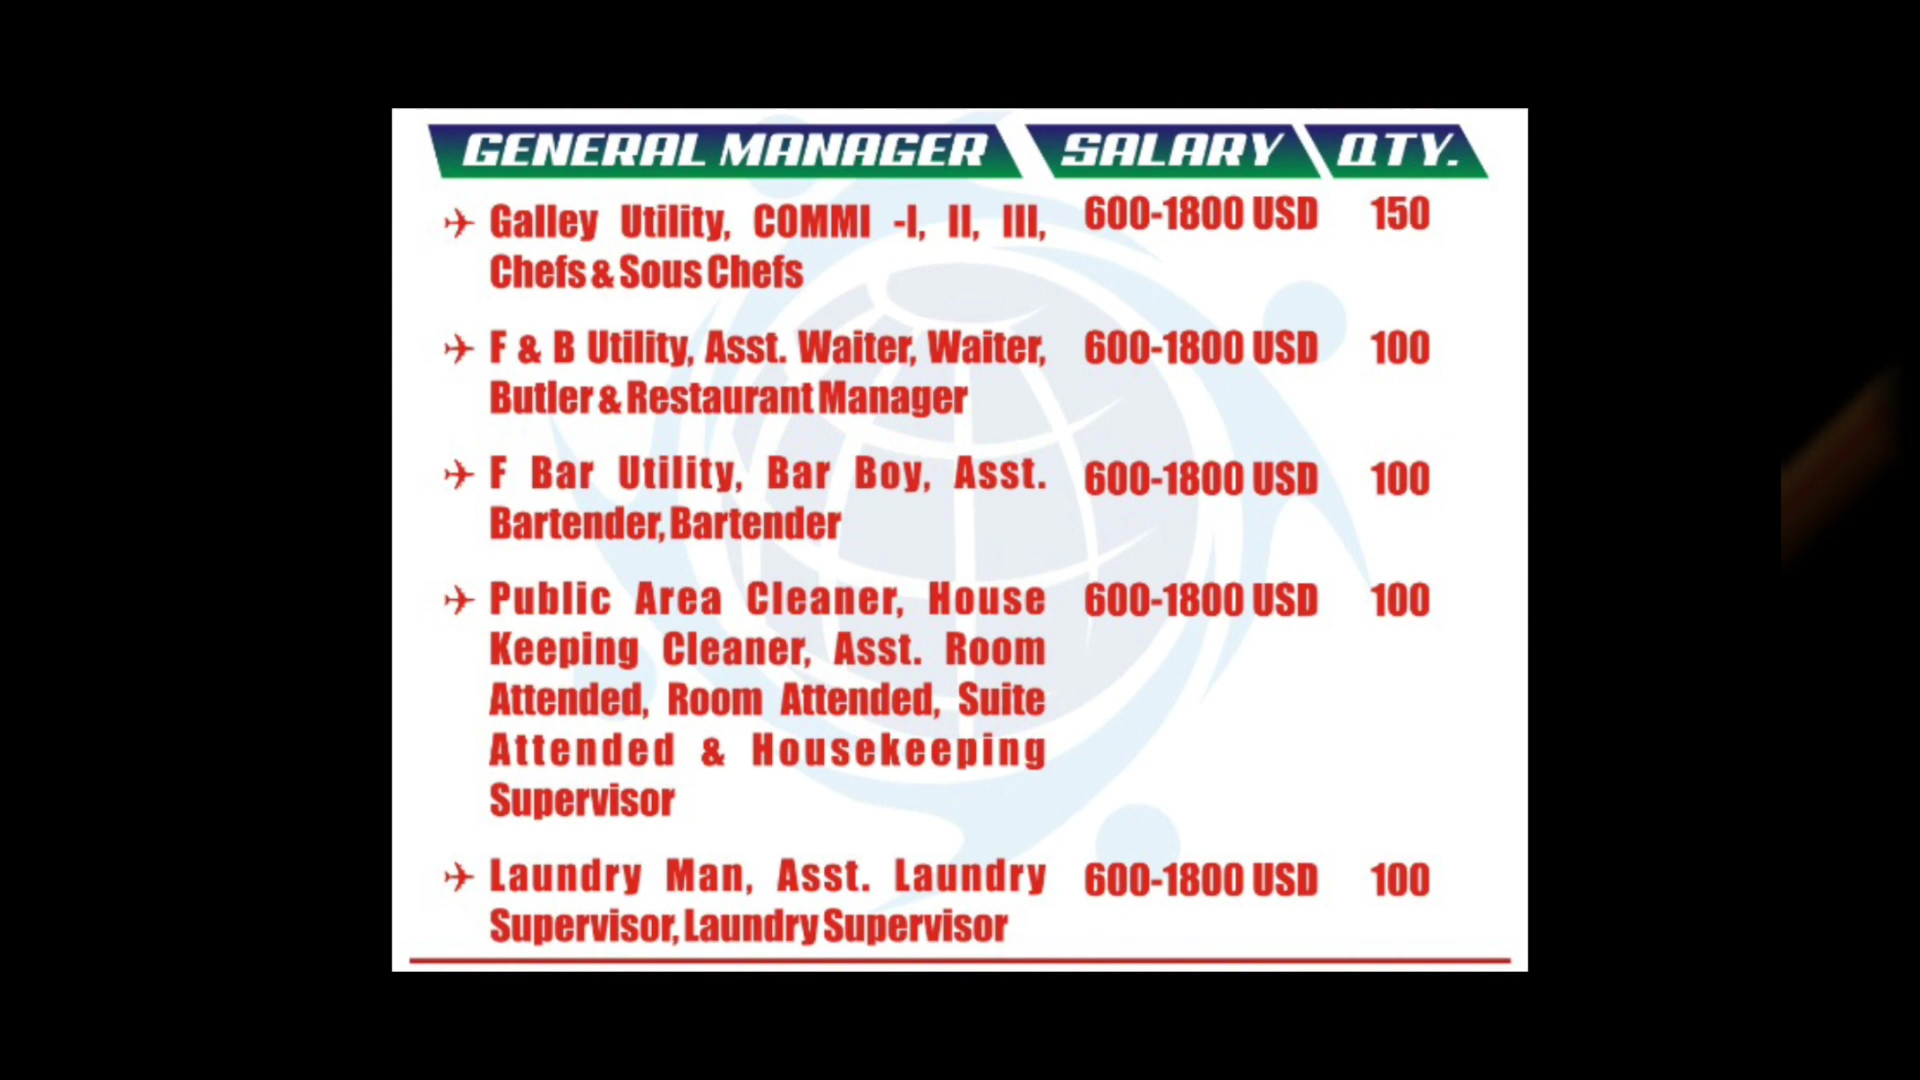 GENERAL MANAGER SALARY QTY.
Galley Utility, COMMI -I, II, III, 600-1800 USD 150
Chefs & Sous Chefs
F & B Utility, Asst. Waiter, Waiter, 600-1800 USD 100
Butler & Restaurant Manager
F Bar Utility, Bar Boy, Asst. 600-1800 USD 100
Bartender, Bartender
Public Area Cleaner, House 600-1800 USD 100
Keeping Cleaner, Asst. Room
Attended, Room Attended, Suite
Attended & Housekeeping
Supervisor
Laundry Man, Asst. Laundry 600-1800 USD 100
Supervisor, Laundry Supervisor